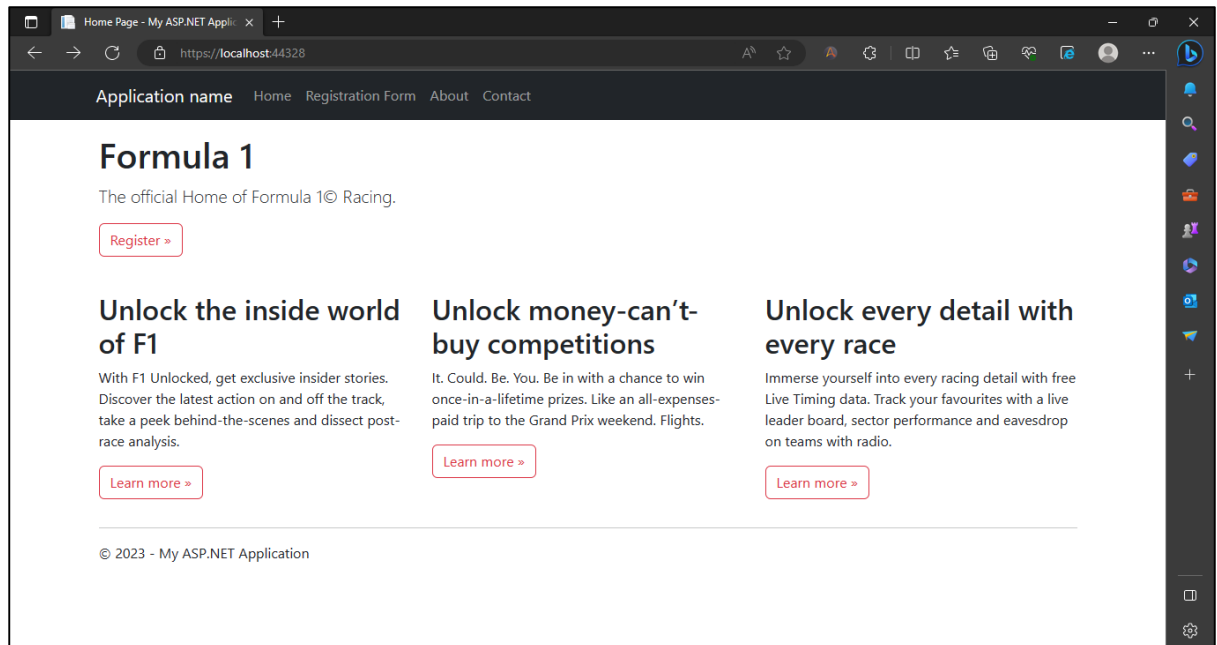 Home Page - My ASP.NET Applic
https://localhost:44328
Application name Home Registration Form About Contact
Formula 1
The official Home of Formula 1© Racing.
Register »
Unlock the inside world
of F1
With F1 Unlocked, get exclusive insider stories.
Discover the latest action on and off the track,
take a peek behind-the-scenes and dissect post-
race analysis.
Learn more »
Unlock money-can’t-
buy competitions
It. Could. Be. You. Be in with a chance to win
once-in-a-lifetime prizes. Like an all-expenses-
paid trip to the Grand Prix weekend. Flights.
Learn more »
Unlock every detail with
every race
Immerse yourself into every racing detail with free
Live Timing data. Track your favourites with a live
leader board, sector performance and eavesdrop
on teams with radio.
Learn more »
© 2023 - My ASP.NET Application